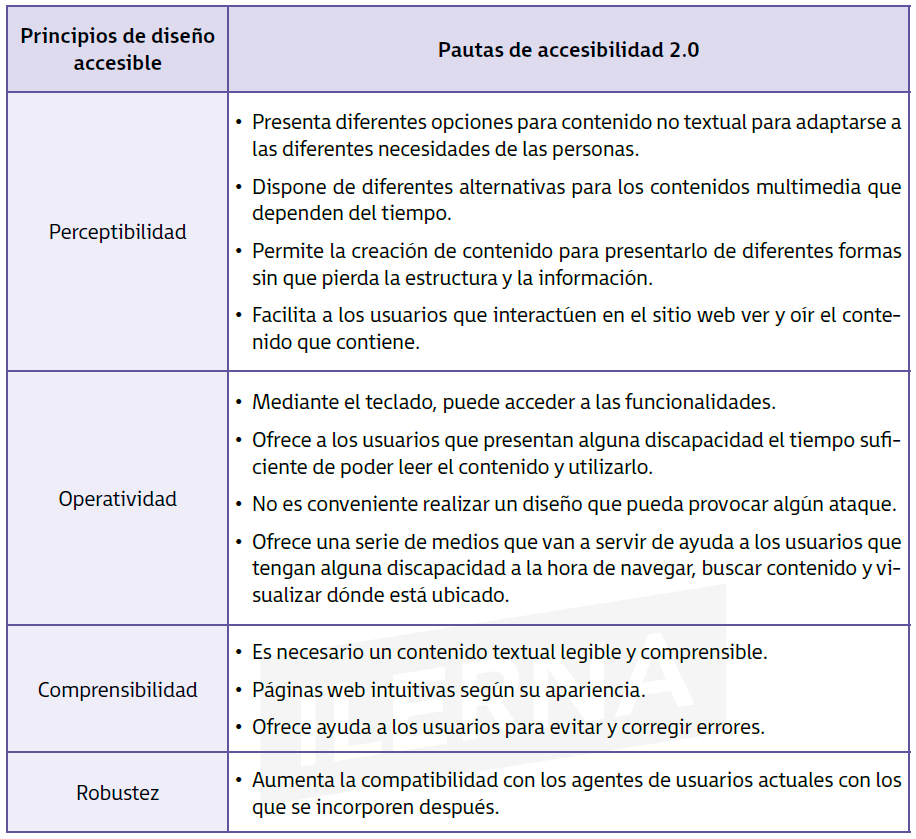 Principios de diseño
accesible
Pautas de accesibilidad 2.0
Perceptibilidad
• Presenta diferentes opciones para contenido no textual para adaptarse a
las diferentes necesidades de las personas.
• Dispone de diferentes alternativas para los contenidos multimedia que
dependen del tiempo.
• Permite la creación de contenido para presentarlo de diferentes formas
sin que pierda la estructura y la información.
• Facilita a los usuarios que interactúen en el sitio web ver y oír el conte-
nido que contiene.
Operatividad
• Mediante el teclado, puede acceder a las funcionalidades.
• Ofrece a los usuarios que presentan alguna discapacidad el tiempo sufi-
ciente de poder leer el contenido y utilizarlo.
• No es conveniente realizar un diseño que pueda provocar algún ataque.
• Ofrece una serie de medios que van a servir de ayuda a los usuarios que
tengan alguna discapacidad a la hora de navegar, buscar contenido y vi-
sualizar dónde está ubicado.
Comprensibilidad
• Es necesario un contenido textual legible y comprensible.
• Páginas web intuitivas según su apariencia.
• Ofrece ayuda a los usuarios para evitar y corregir errores.
ILERNA
Robustez
• Aumenta la compatibilidad con los agentes de usuarios actuales con los
que se incorporen después.